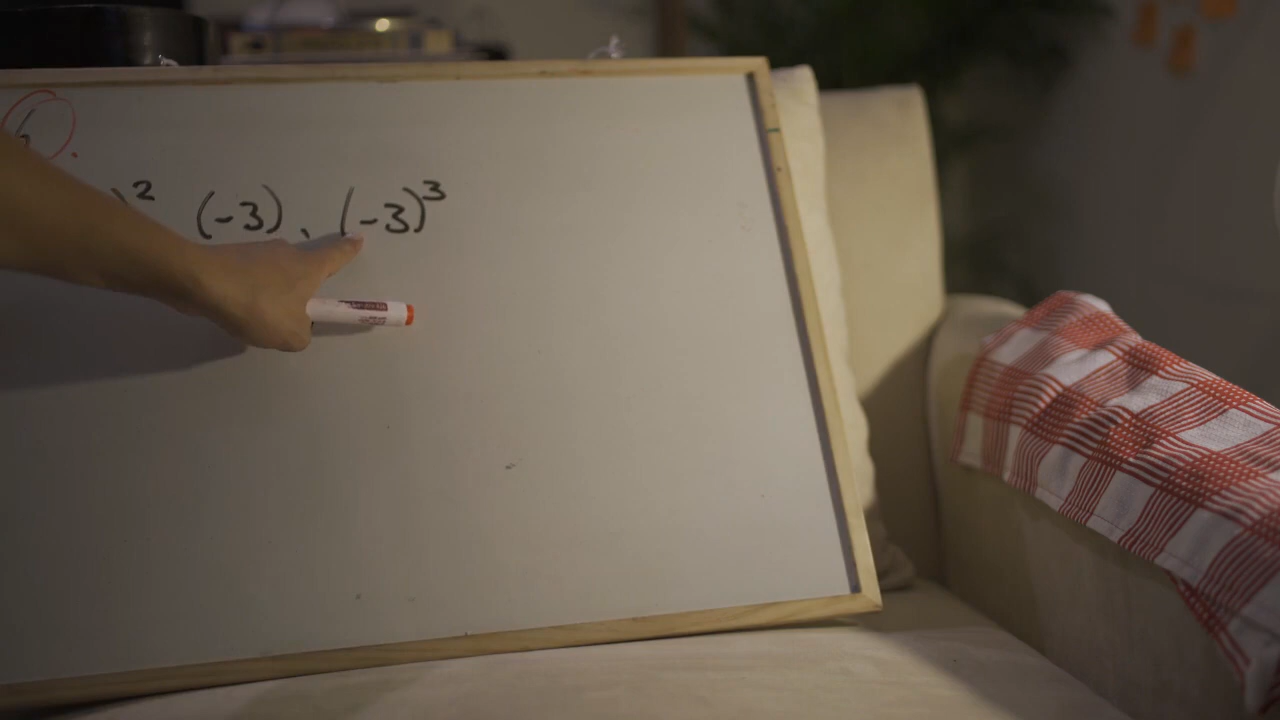 )² (-3), (-3)³